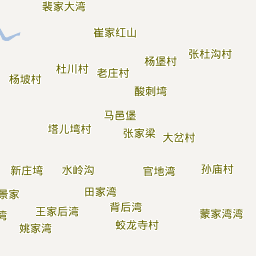 裴家大湾
崔家红山
张杜沟村
杨堡村
杜川村
老庄村
杨坡村
酸刺塆
马邑堡
塔儿塆村
张家梁
大岔村
新庄塆
水岭沟
官地湾
孙庙村
田家湾
景家
王家后湾
背后湾
蒙家湾湾
湾
姚家湾
蛟龙寺村